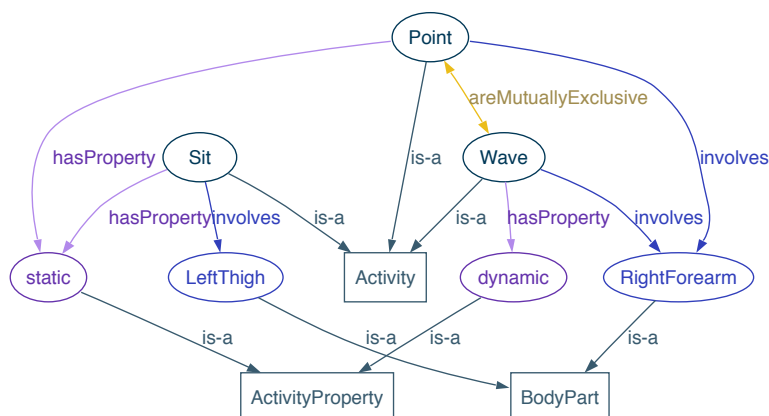 Point
areMutuallyExclusive
hasProperty
Sit
is-a
Wave
involves
hasProperty
involves
is-a
is-a
hasProperty
involves
static
LeftThigh
Activity
dynamic
RightForearm
is-a
is-a
is-a
is-a
ActivityProperty
BodyPart